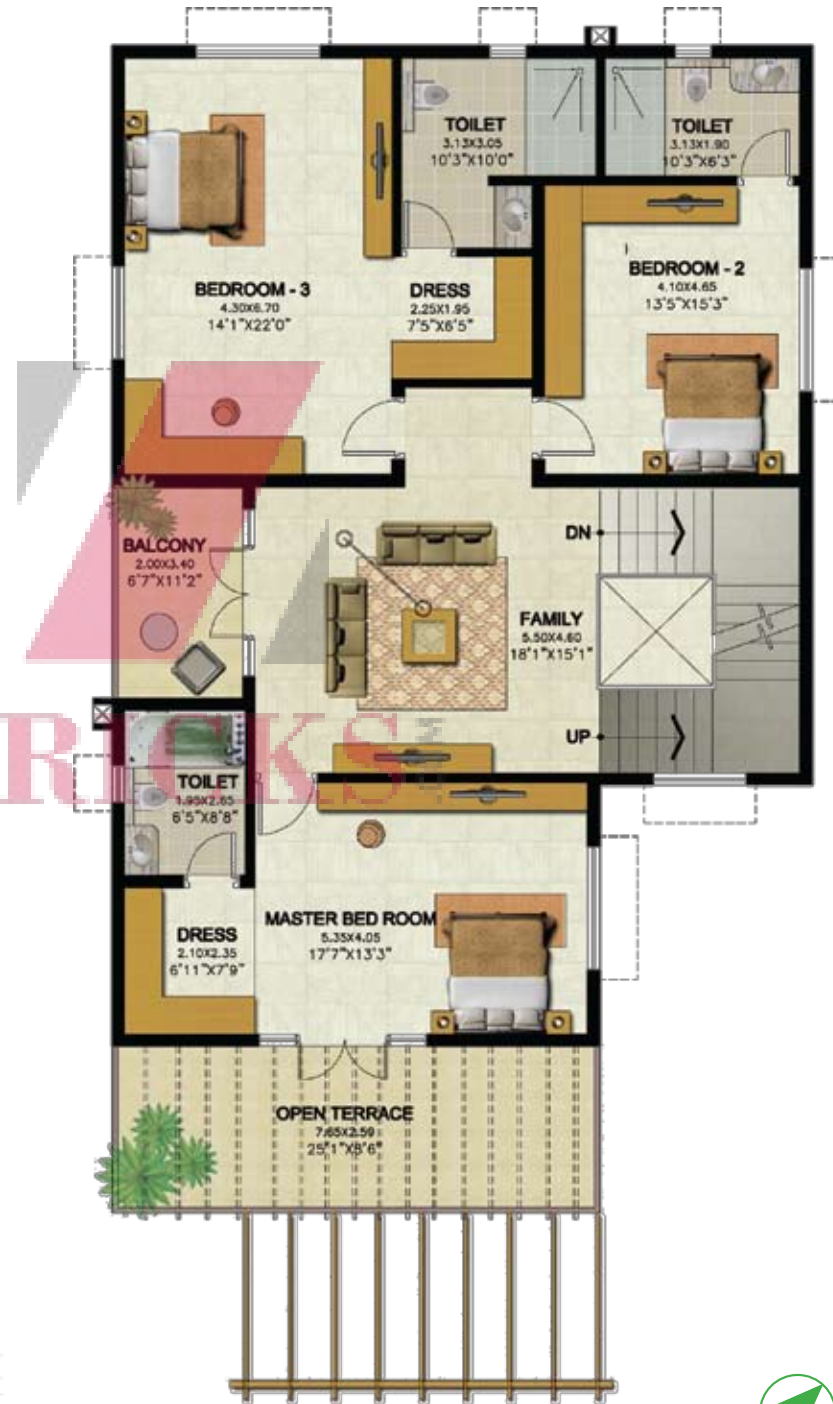 TOILET
3.13X3.05
10'3"X10'0"
TOILET
3.13X1.90
10'3"X6'3"
BEDROOM - 3
4.30X6.70
14'1"X22'0"
DRESS
2.25X1.95
7'5"X6'5"
BEDROOM - 2
4.10X4.65
13'5"X15'3"
BALCONY
2.00X3.40
6'7"X11'2"
DN
FAMILY
5.50X4.60
18'1"X15'1"
UP
RICKS
TOILET
1.95X2.65
6'5"X8'8"
MASTER BED ROOM
5.35X4.05
17'7"X13'3"
DRESS
2.10X2.35
6'11"X7'9"
OPEN TERRACE
7.65X2.59
25'1"X8'6"